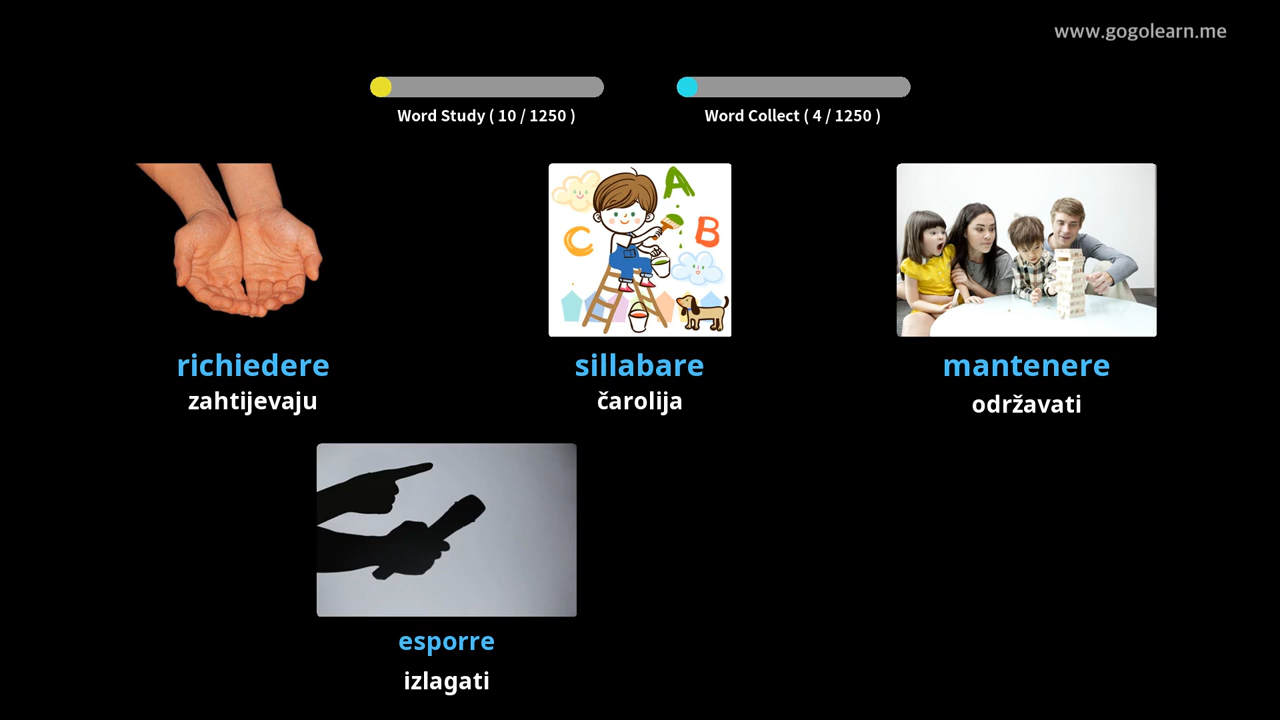 www.gogolearn.me
Word Study ( 10 / 1250 )
Word Collect ( 4 / 1250 )
A
B
C
richiedere
zahtijevaju
sillabare
čarolija
mantenere
održavati
esporre
izlagati